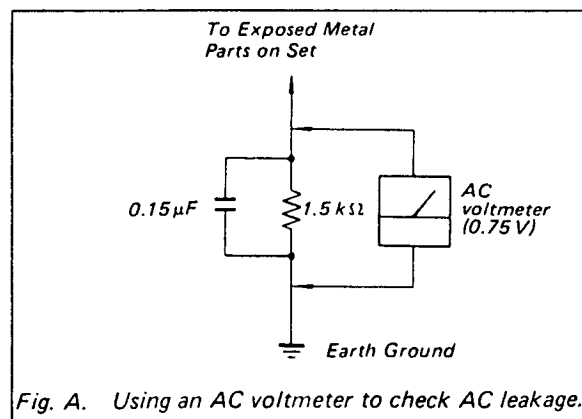 To Exposed Metal
Parts on Set
0.15μF
1.5 kΩ
AC
voltmeter
(0.75 V)
Earth Ground
Fig. A. Using an AC voltmeter to check AC leakage.